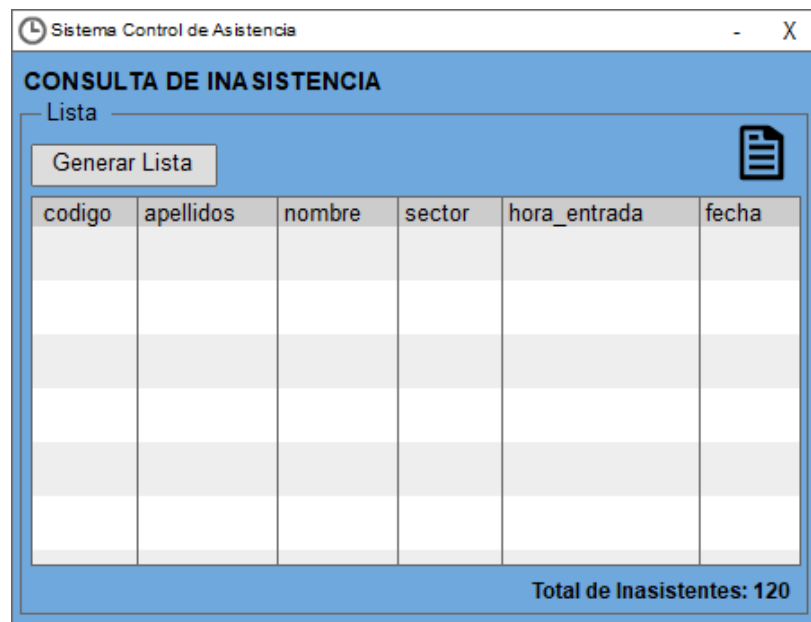 Sistema Control de Asistencia - X
CONSULTA DE INASISTENCIA
Lista
Generar Lista
codigo apellidos nombre sector hora_entrada fecha
Total de Inasistentes: 120